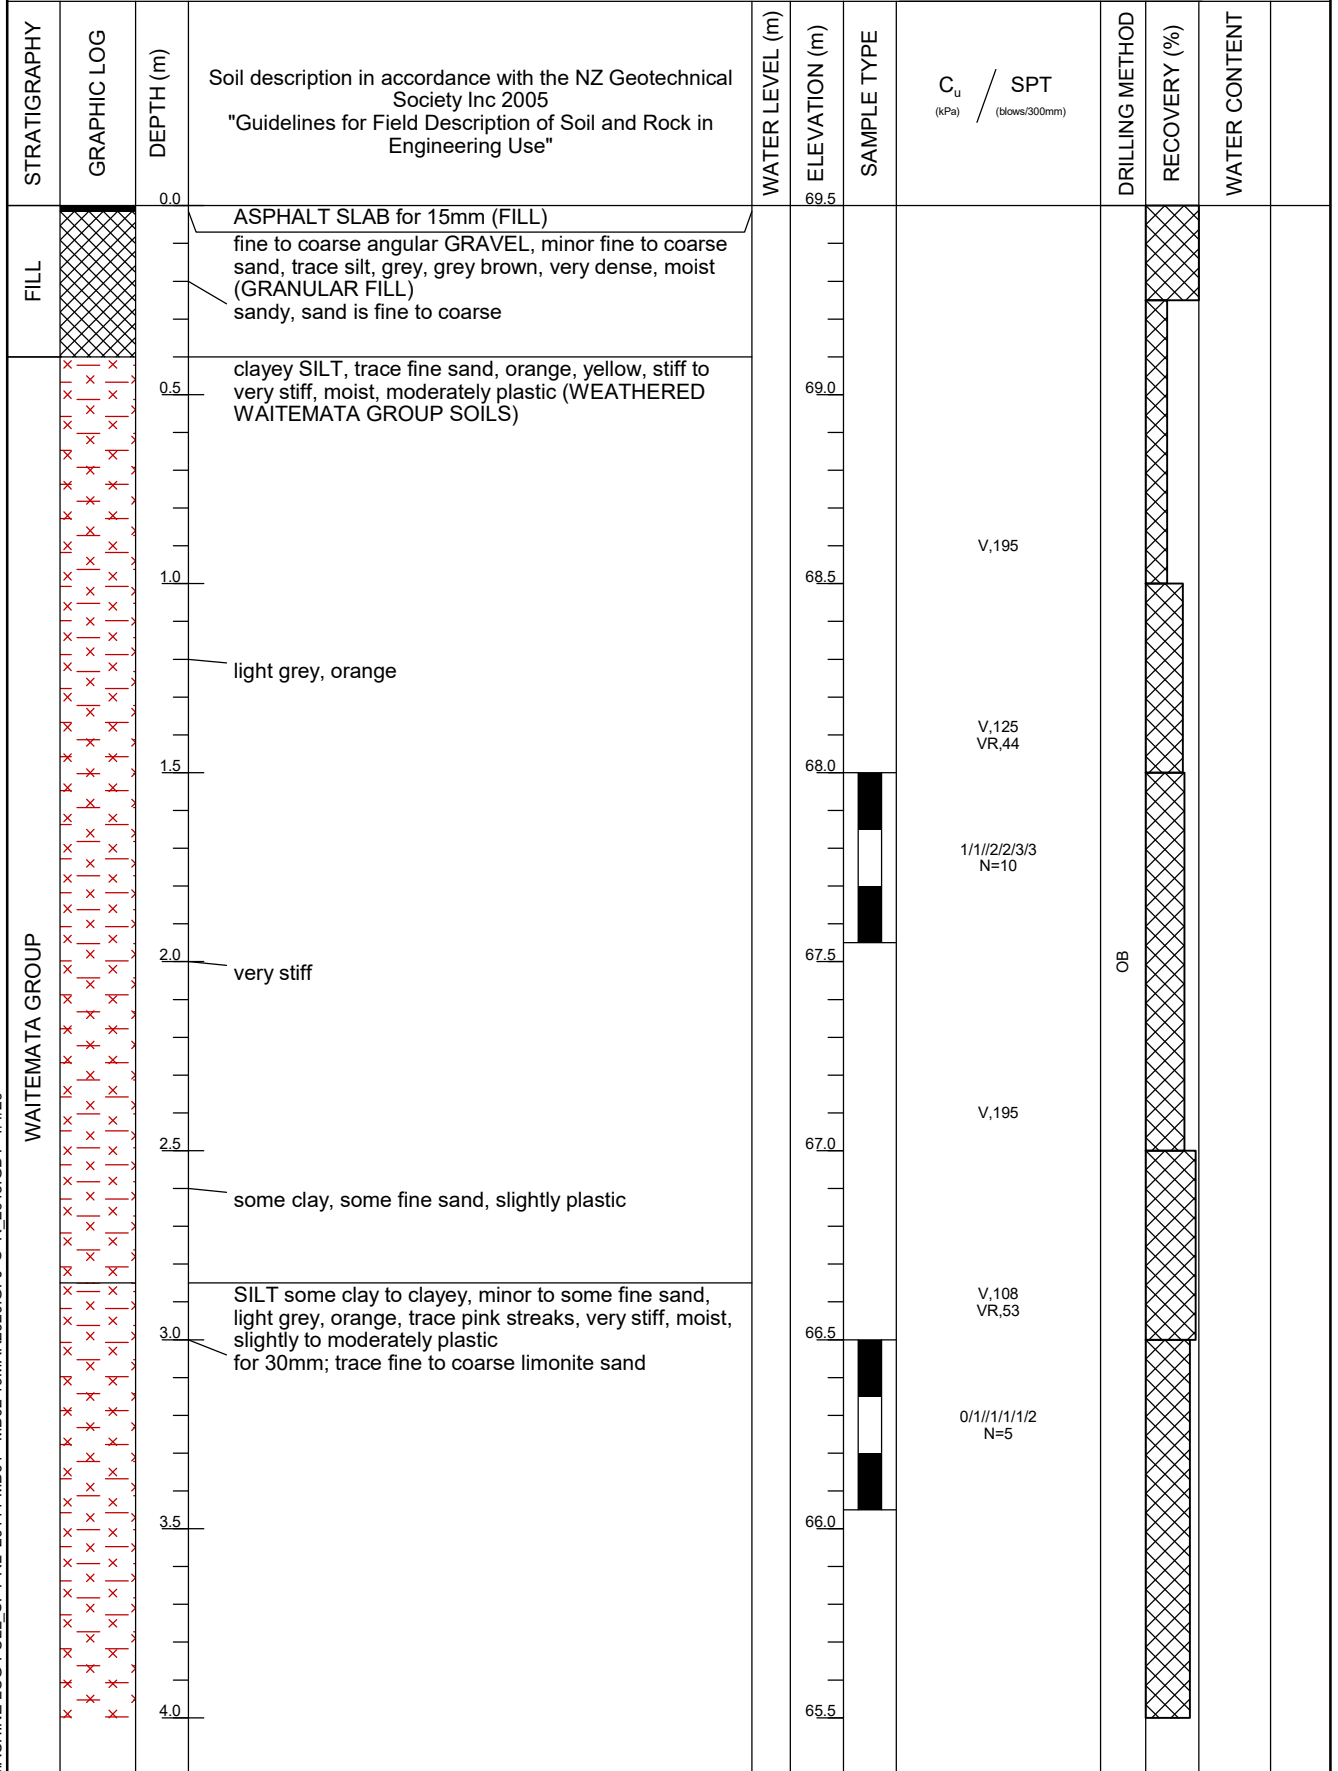 STRATIGRAPHY
GRAPHIC LOG
DEPTH (m)
Soil description in accordance with the NZ Geotechnical
Society Inc 2005
"Guidelines for Field Description of Soil and Rock in
Engineering Use"
WATER LEVEL (m)
ELEVATION (m)
SAMPLE TYPE
Cu / SPT
(kPa) (blows/300mm)
DRILLING METHOD
RECOVERY (%)
WATER CONTENT
0.0
69.5
ASPHALT SLAB for 15mm (FILL)
FILL
fine to coarse angular GRAVEL, minor fine to coarse
sand, trace silt, grey, grey brown, very dense, moist
(GRANULAR FILL)
sandy, sand is fine to coarse
clayey SILT, trace fine sand, orange, yellow, stiff to
very stiff, moist, moderately plastic (WEATHERED
WAITEMATA GROUP SOILS)
0.5
69.0
V,195
1.0
68.5
light grey, orange
V,125
VR,44
1.5
68.0
1/1//2/2/3/3
N=10
WAITEMATA GROUP
2.0
67.5
very stiff
OB
V,195
2.5
67.0
some clay, some fine sand, slightly plastic
SILT some clay to clayey, minor to some fine sand,
light grey, orange, trace pink streaks, very stiff, moist,
slightly to moderately plastic
for 30mm; trace fine to coarse limonite sand
V,108
VR,53
3.0
66.5
0/1//1/1/1/2
N=5
3.5
66.0
4.0
65.5